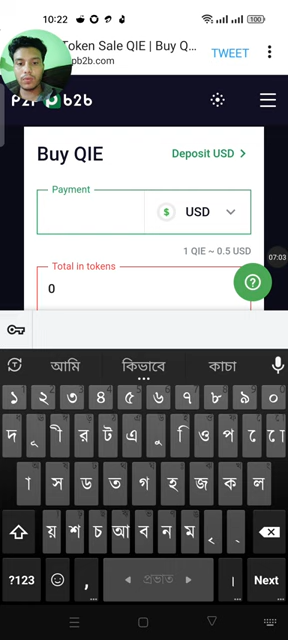 10:22
100
Token Sale QIE | Buy Q...
pb2b.com
TWEET
P2P b2b
Buy QIE
Deposit USD >
Payment
$ USD
1 QIE ~ 0.5 USD
07:03
Total in tokens
0
আমি কিভাবে কাচা
১ ২ ৩ ৪ ৫ ৬ ৭ ৮ ৯ ০
দ ূ ী র ট এ ু ি ও প ে ো
া স ড ত গ হ জ ক ল
য় শ চ আ ব ন ম ্ ়
?123 , প্রভাত । Next